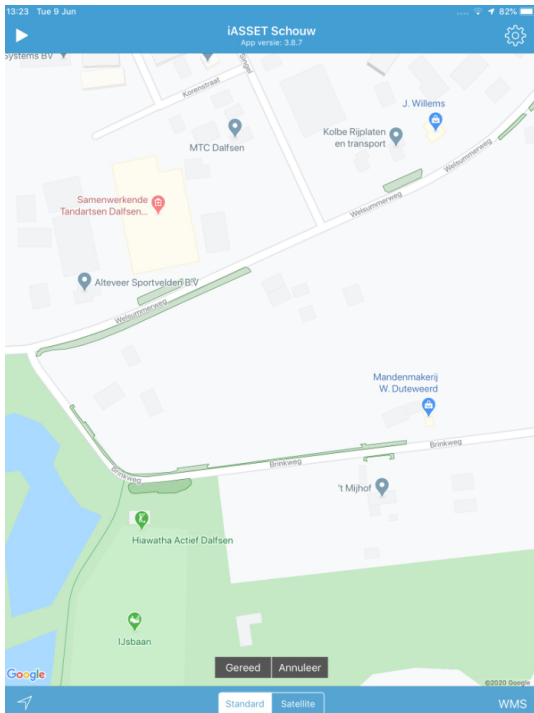 13:23 Tue 9 Jun
82%
iASSET Schouw
App versie: 3.8.7
ystems BV
Singel
Korenstraat
J. Willems
MTC Dalfsen
Kolbe Rijplaten
en transport
Welsummerweg
Samenwerkende
Tandartsen Dalfsen...
Welsummerweg
Alteveer Sportvelden B.V
Welsummerweg
Mandenmakerij
W. Duteweerd
Brinkweg
Brinkweg
Brinkweg
't Mijhof
Hiawatha Actief Dalfsen
IJsbaan
Gereed Annuleer
Google
©2020 Google
Standard Satellite
WMS